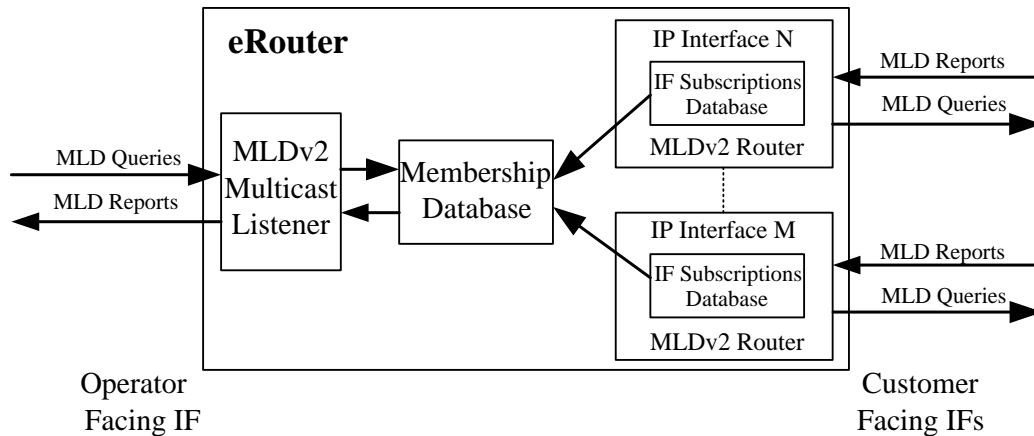 eRouter
MLD Queries
MLD Reports
MLDv2
Multicast
Listener
Membership
Database
IP Interface N
IF Subscriptions
Database
MLDv2 Router
MLD Reports
MLD Queries
IP Interface M
IF Subscriptions
Database
MLDv2 Router
MLD Reports
MLD Queries
Operator
Facing IF
Customer
Facing IFs